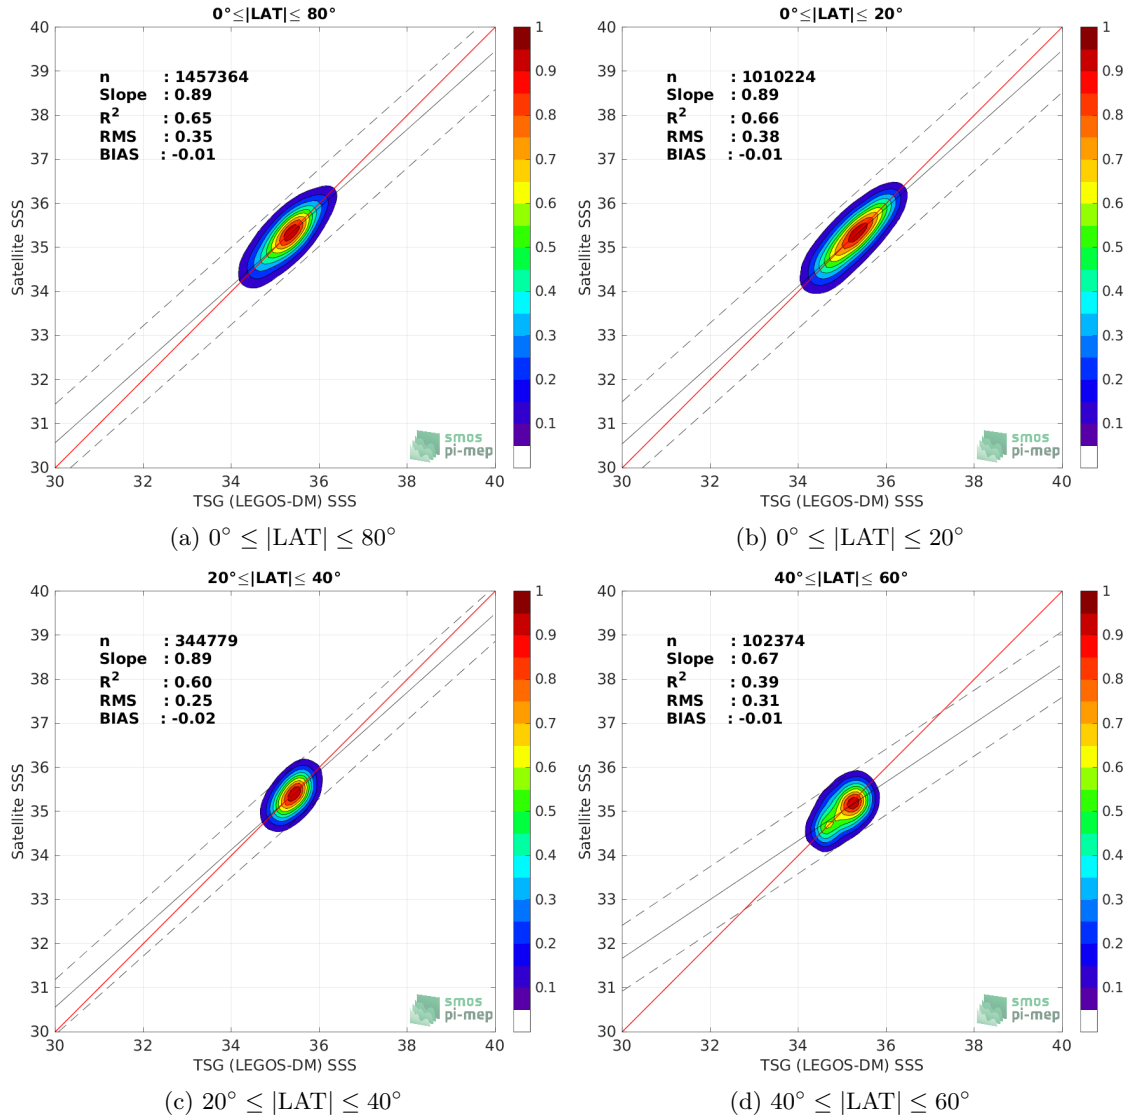 0°≤|LAT|≤ 80°
n : 1457364
Slope : 0.89
R² : 0.65
RMS : 0.35
BIAS : -0.01
40
39
38
37
36
35
34
33
32
31
30
Satellite SSS
30 32 34 36 38 40
TSG (LEGOS-DM) SSS
1
0.9
0.8
0.7
0.6
0.5
0.4
0.3
0.2
0.1
smos
pi-mep
(a) 0° ≤ |LAT| ≤ 80°
0°≤|LAT|≤ 20°
n : 1010224
Slope : 0.89
R² : 0.66
RMS : 0.38
BIAS : -0.01
40
39
38
37
36
35
34
33
32
31
30
Satellite SSS
30 32 34 36 38 40
TSG (LEGOS-DM) SSS
1
0.9
0.8
0.7
0.6
0.5
0.4
0.3
0.2
0.1
smos
pi-mep
(b) 0° ≤ |LAT| ≤ 20°
20°≤|LAT|≤ 40°
n : 344779
Slope : 0.89
R² : 0.60
RMS : 0.25
BIAS : -0.02
40
39
38
37
36
35
34
33
32
31
30
Satellite SSS
30 32 34 36 38 40
TSG (LEGOS-DM) SSS
1
0.9
0.8
0.7
0.6
0.5
0.4
0.3
0.2
0.1
smos
pi-mep
(c) 20° ≤ |LAT| ≤ 40°
40°≤|LAT|≤ 60°
n : 102374
Slope : 0.67
R² : 0.39
RMS : 0.31
BIAS : -0.01
40
39
38
37
36
35
34
33
32
31
30
Satellite SSS
30 32 34 36 38 40
TSG (LEGOS-DM) SSS
1
0.9
0.8
0.7
0.6
0.5
0.4
0.3
0.2
0.1
smos
pi-mep
(d) 40° ≤ |LAT| ≤ 60°